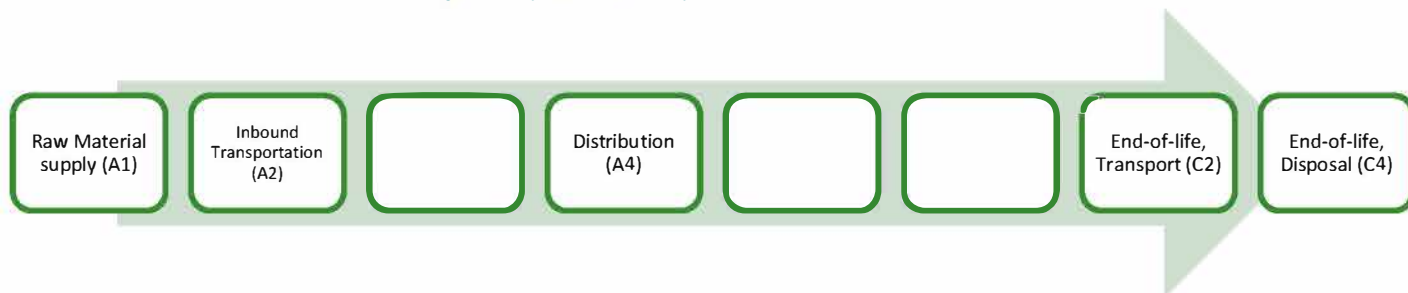 Raw Material
supply (A1)
Inbound
Transportation
(A2)
Distribution
(A4)
End-of-life,
Transport (C2)
End-of-life,
Disposal (C4)